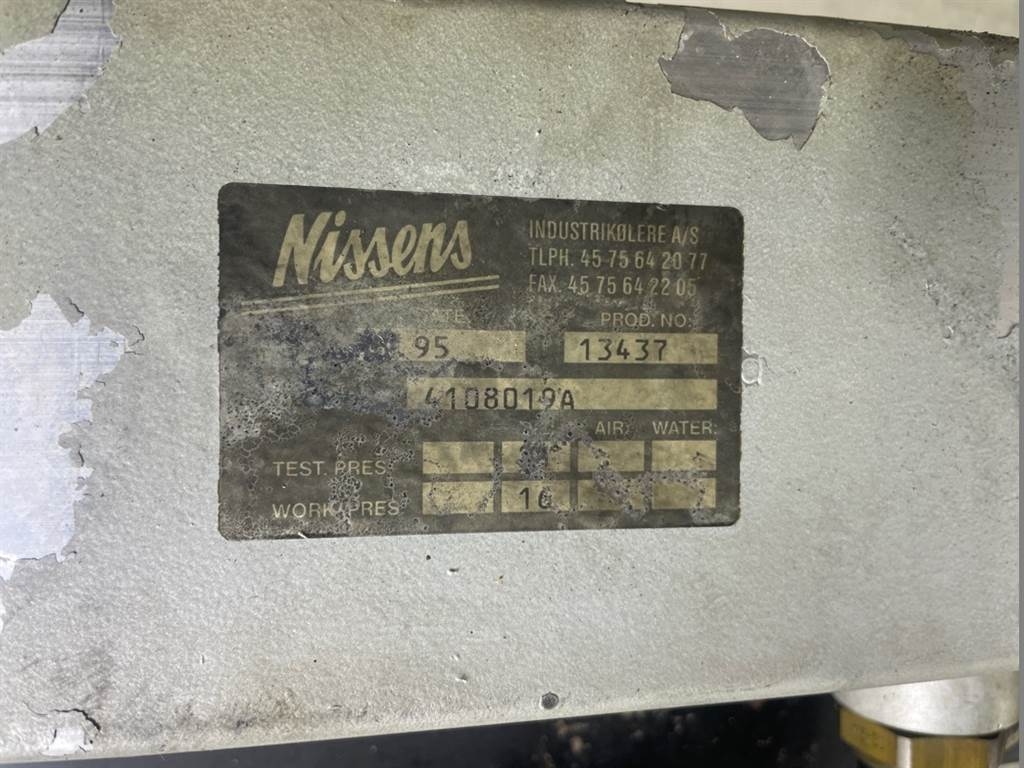 Nissens
INDUSTRIKØLERE A/S
TLPH. 45 75 64 20 77
FAX. 45 75 64 22 05
PROD. NO:
95 13437
4108019A
AIR: WATER:
TEST. PRES
WORK PRES